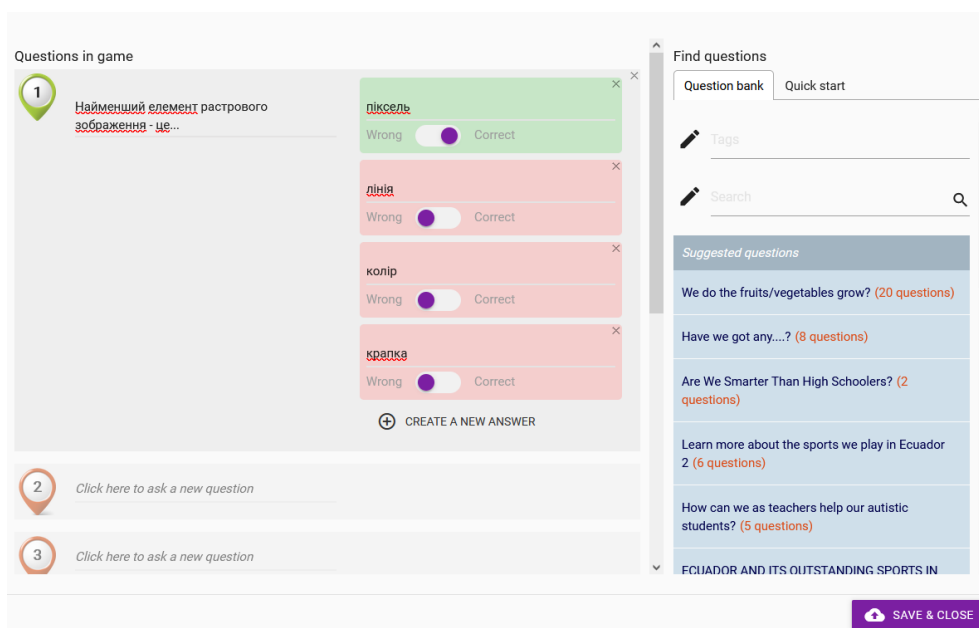 Questions in game
1
Найменший елемент растрового
зображення - це...
піксель
Wrong Correct
лінія
Wrong Correct
колір
Wrong Correct
крапка
Wrong Correct
CREATE A NEW ANSWER
2
Click here to ask a new question
3
Click here to ask a new question
Find questions
Question bank Quick start
Tags
Search
Suggested questions
We do the fruits/vegetables grow? (20 questions)
Have we got any....? (8 questions)
Are We Smarter Than High Schoolers? (2
questions)
Learn more about the sports we play in Ecuador
2 (6 questions)
How can we as teachers help our autistic
students? (5 questions)
ECUADOR AND ITS OUTSTANDING SPORTS IN
SAVE & CLOSE